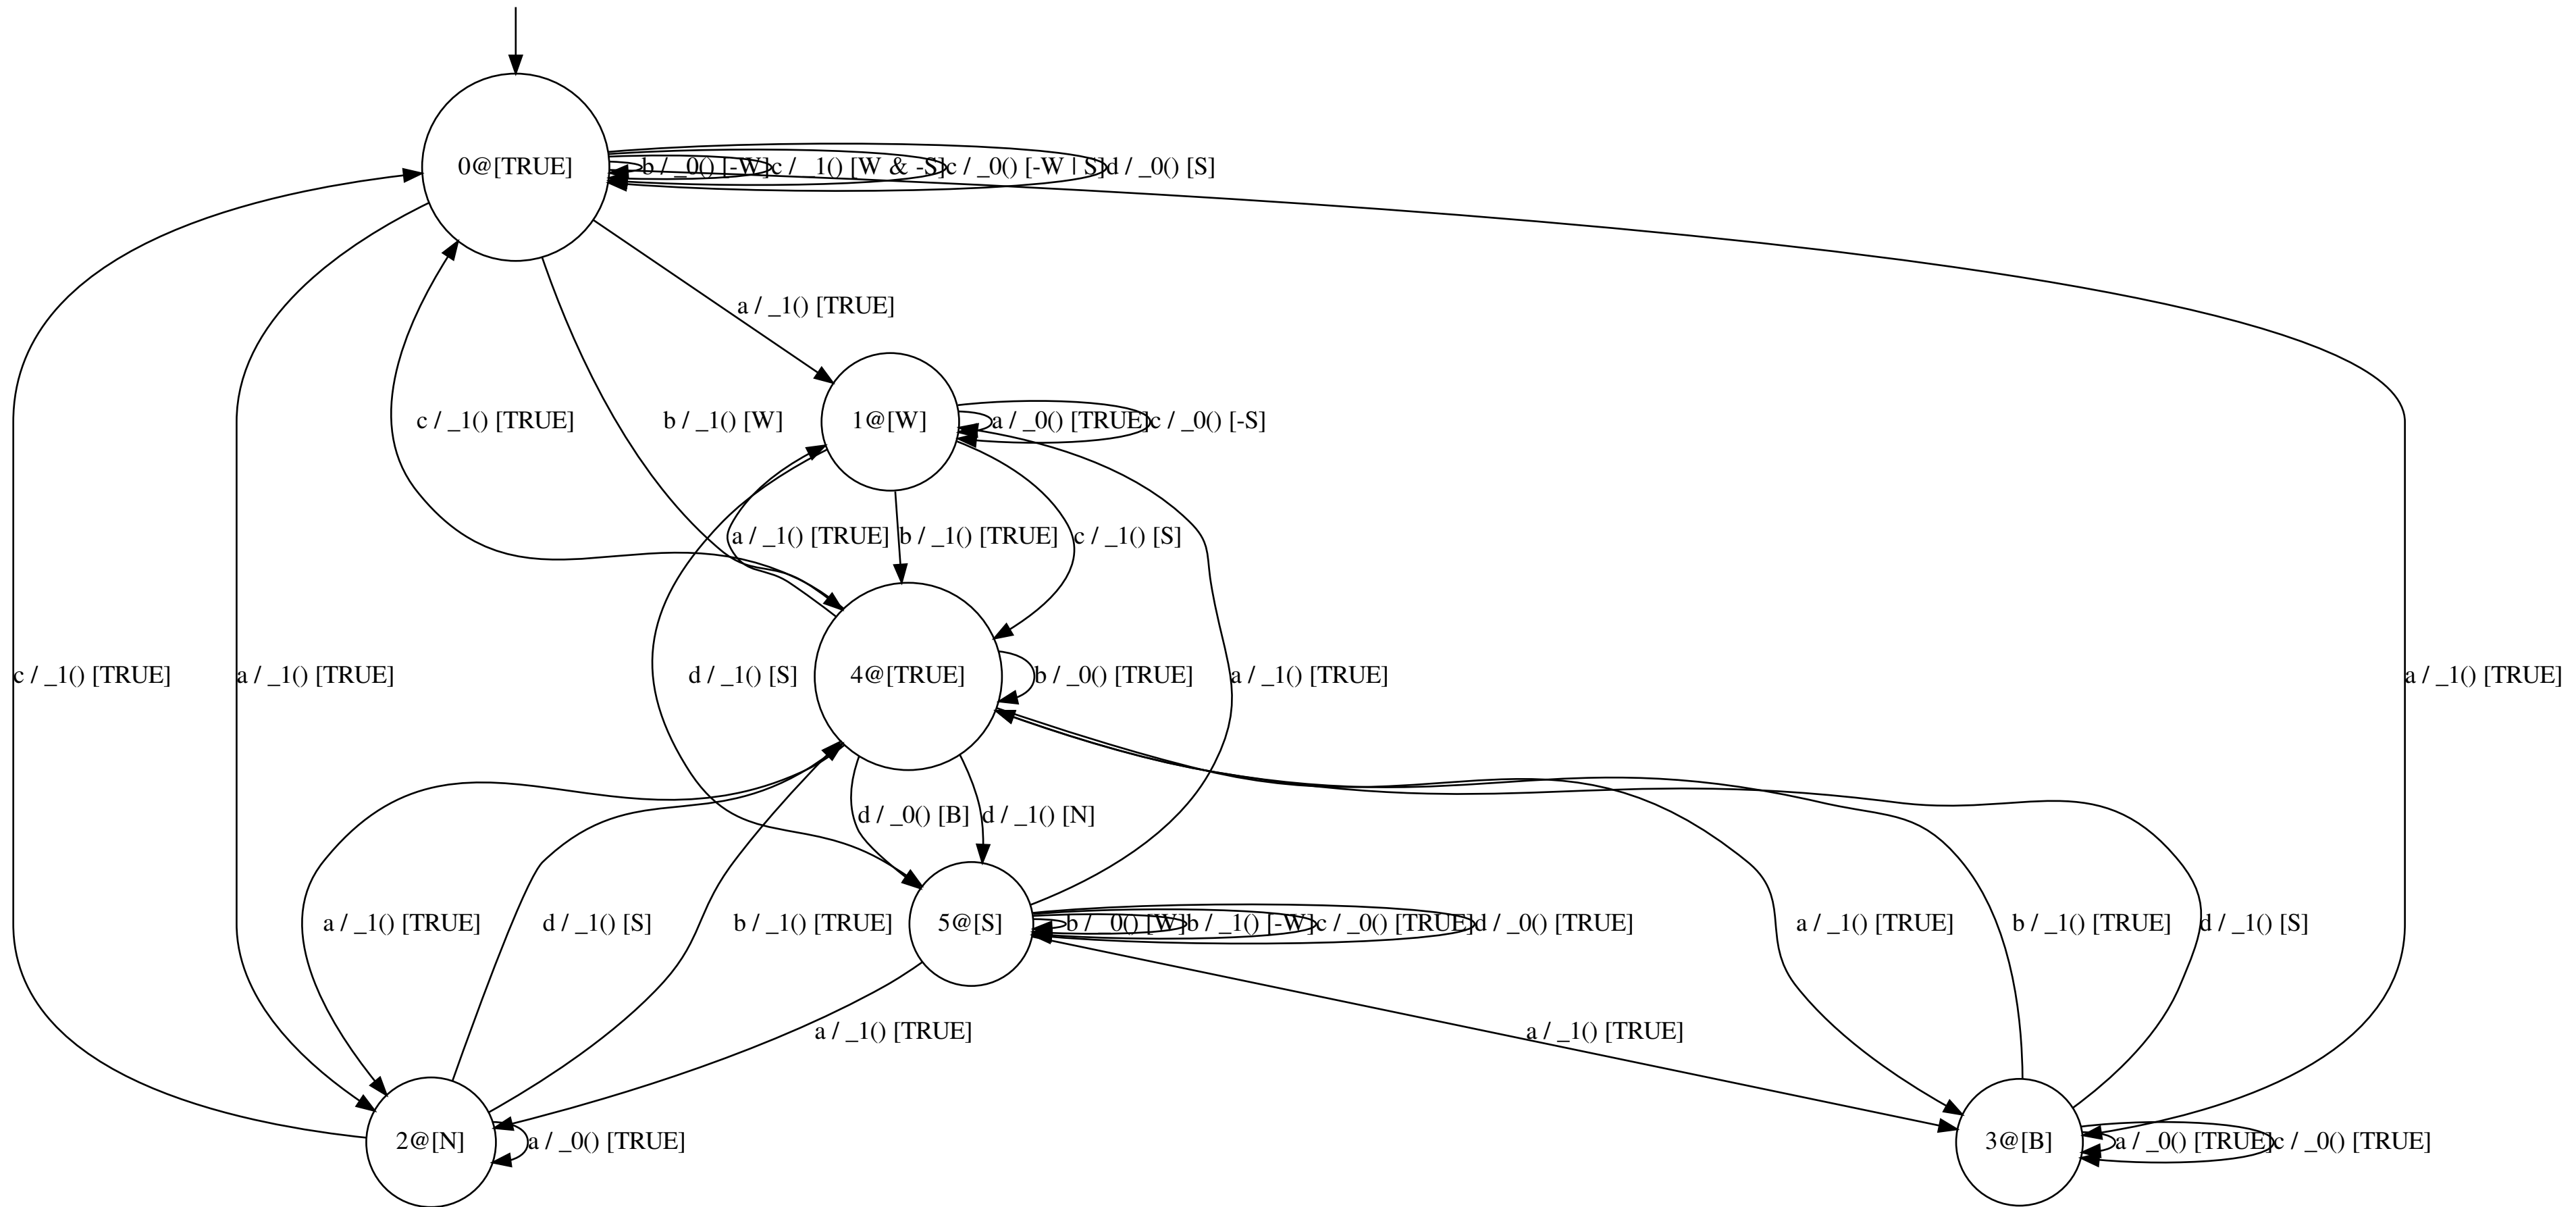 0@[TRUE]
b / _0() [-W]
c / _1() [W & -S]
c / _0() [-W | S]
d / _0() [S]
a / _1() [TRUE]
c / _1() [TRUE]
b / _1() [W]
1@[W]
a / _0() [TRUE]
c / _0() [-S]
a / _1() [TRUE]
b / _1() [TRUE]
c / _1() [S]
c / _1() [TRUE]
a / _1() [TRUE]
d / _1() [S]
4@[TRUE]
b / _0() [TRUE]
a / _1() [TRUE]
a / _1() [TRUE]
d / _0() [B]
d / _1() [N]
a / _1() [TRUE]
d / _1() [S]
b / _1() [TRUE]
5@[S]
b / _0() [W]
b / _1() [-W]
c / _0() [TRUE]
d / _0() [TRUE]
a / _1() [TRUE]
b / _1() [TRUE]
d / _1() [S]
a / _1() [TRUE]
a / _1() [TRUE]
2@[N]
a / _0() [TRUE]
3@[B]
a / _0() [TRUE]
c / _0() [TRUE]